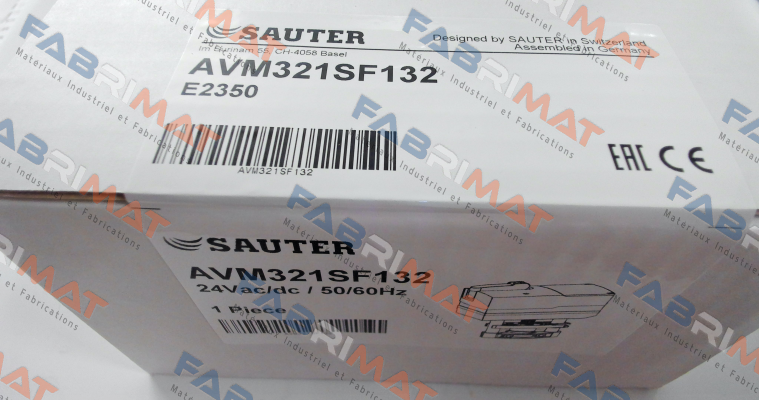 SAUTER
Im Surinam 55, CH-4058 Basel
Designed by SAUTER in Switzerland
Assembled in Germany
AVM321SF132
E2350
AVM321SF132
EAC CE
SAUTER
AVM321SF132
24Vac/dc / 50/60Hz
1 Piece
FABRIMAT
Materiaux Industriel et Fabrications